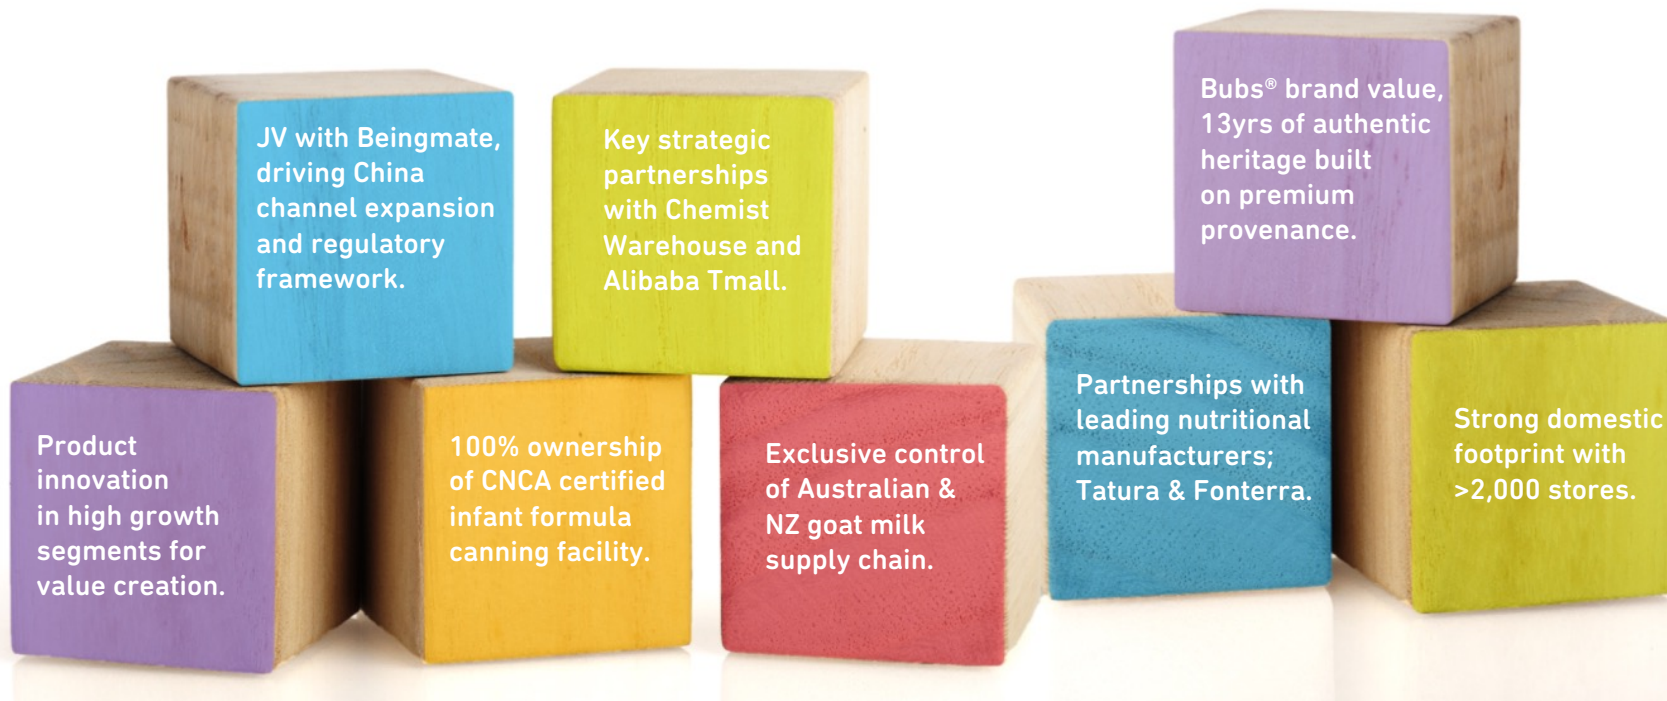 JV with Beingmate,
driving China
channel expansion
and regulatory
framework.
Key strategic
partnerships
with Chemist
Warehouse and
Alibaba Tmall.
Bubs® brand value,
13yrs of authentic
heritage built
on premium
provenance.
Product
innovation
in high growth
segments for
value creation.
100% ownership
of CNCA certified
infant formula
canning facility.
Exclusive control
of Australian &
NZ goat milk
supply chain.
Partnerships with
leading nutritional
manufacturers;
Tatura & Fonterra.
Strong domestic
footprint with
>2,000 stores.